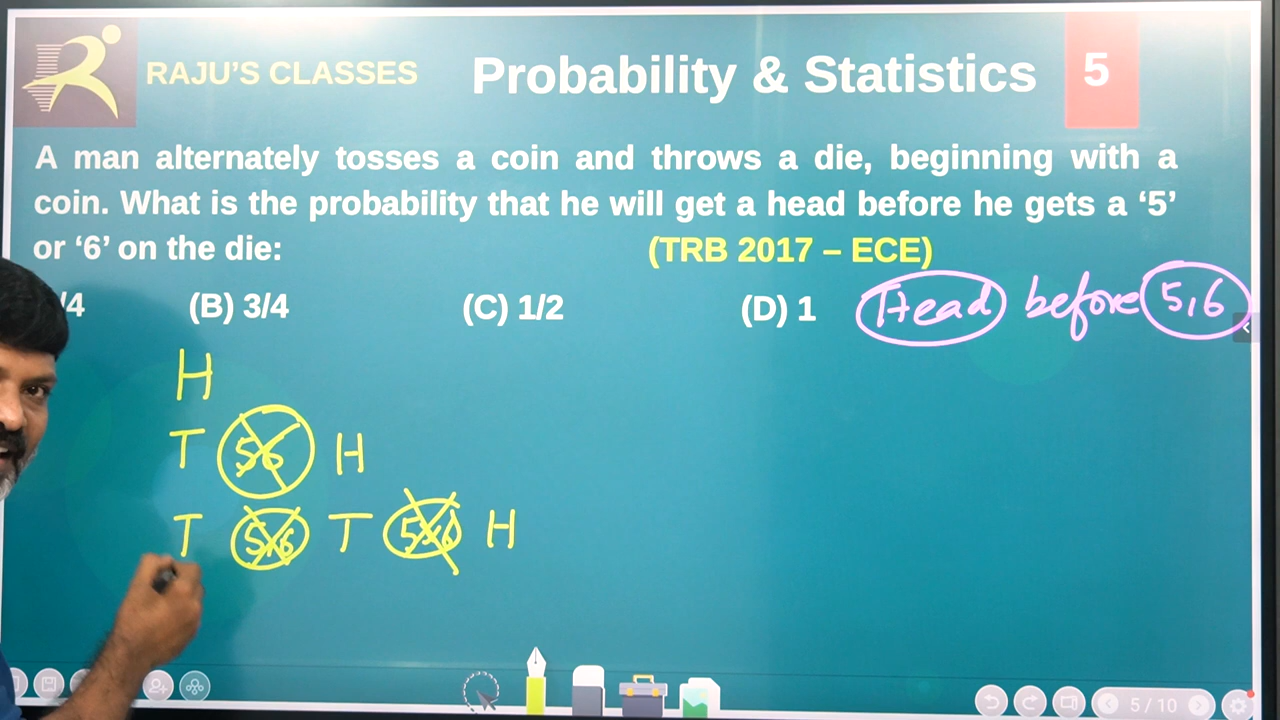 RAJU'S CLASSES
Probability & Statistics
5
A man alternately tosses a coin and throws a die, beginning with a
coin. What is the probability that he will get a head before he gets a ‘5’
or ‘6’ on the die:
(TRB 2017 – ECE)
/4 (B) 3/4 (C) 1/2 (D) 1
Head before 5,6
H
T 56 H
T 5,6 T 5,6 H
5 / 10